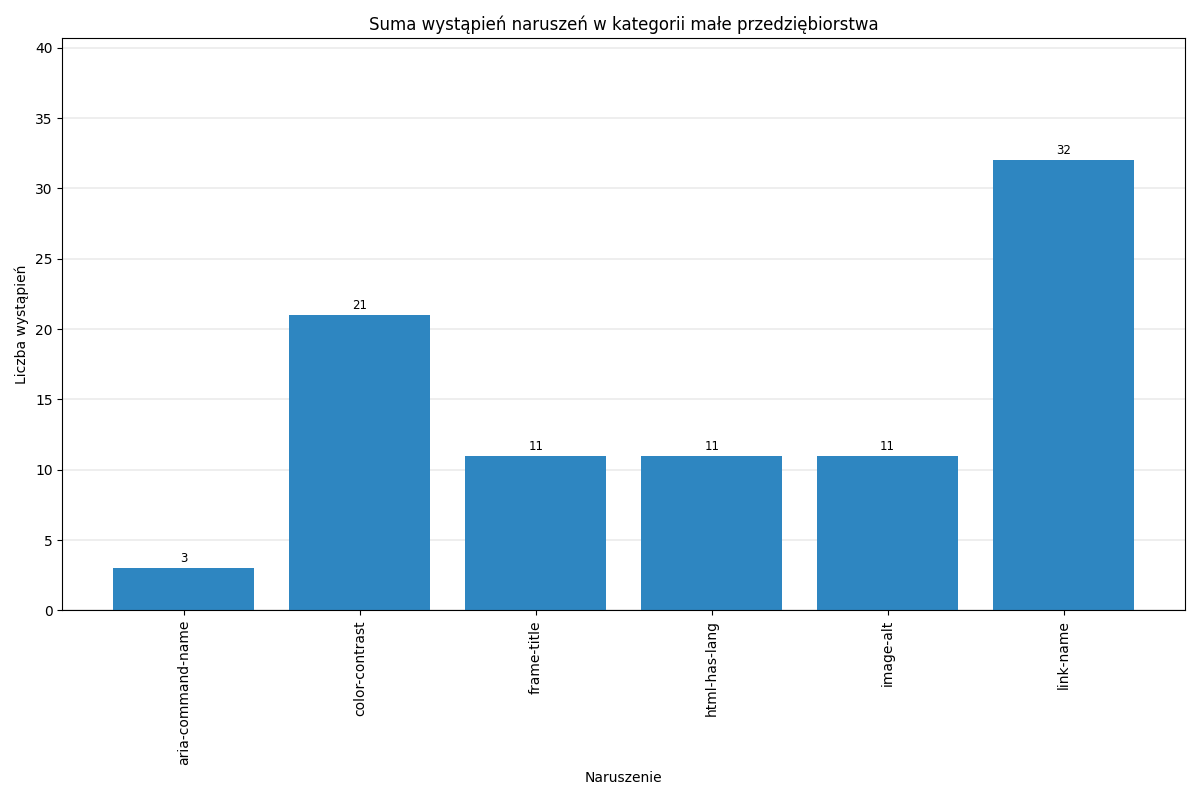 Suma wystąpień naruszeń w kategorii małe przedziębiorstwa
40
35
30
25
20
15
10
5
0
Liczba wystąpień
3
21
11
11
11
32
aria-command-name
color-contrast
frame-title
html-has-lang
image-alt
link-name
Naruszenie